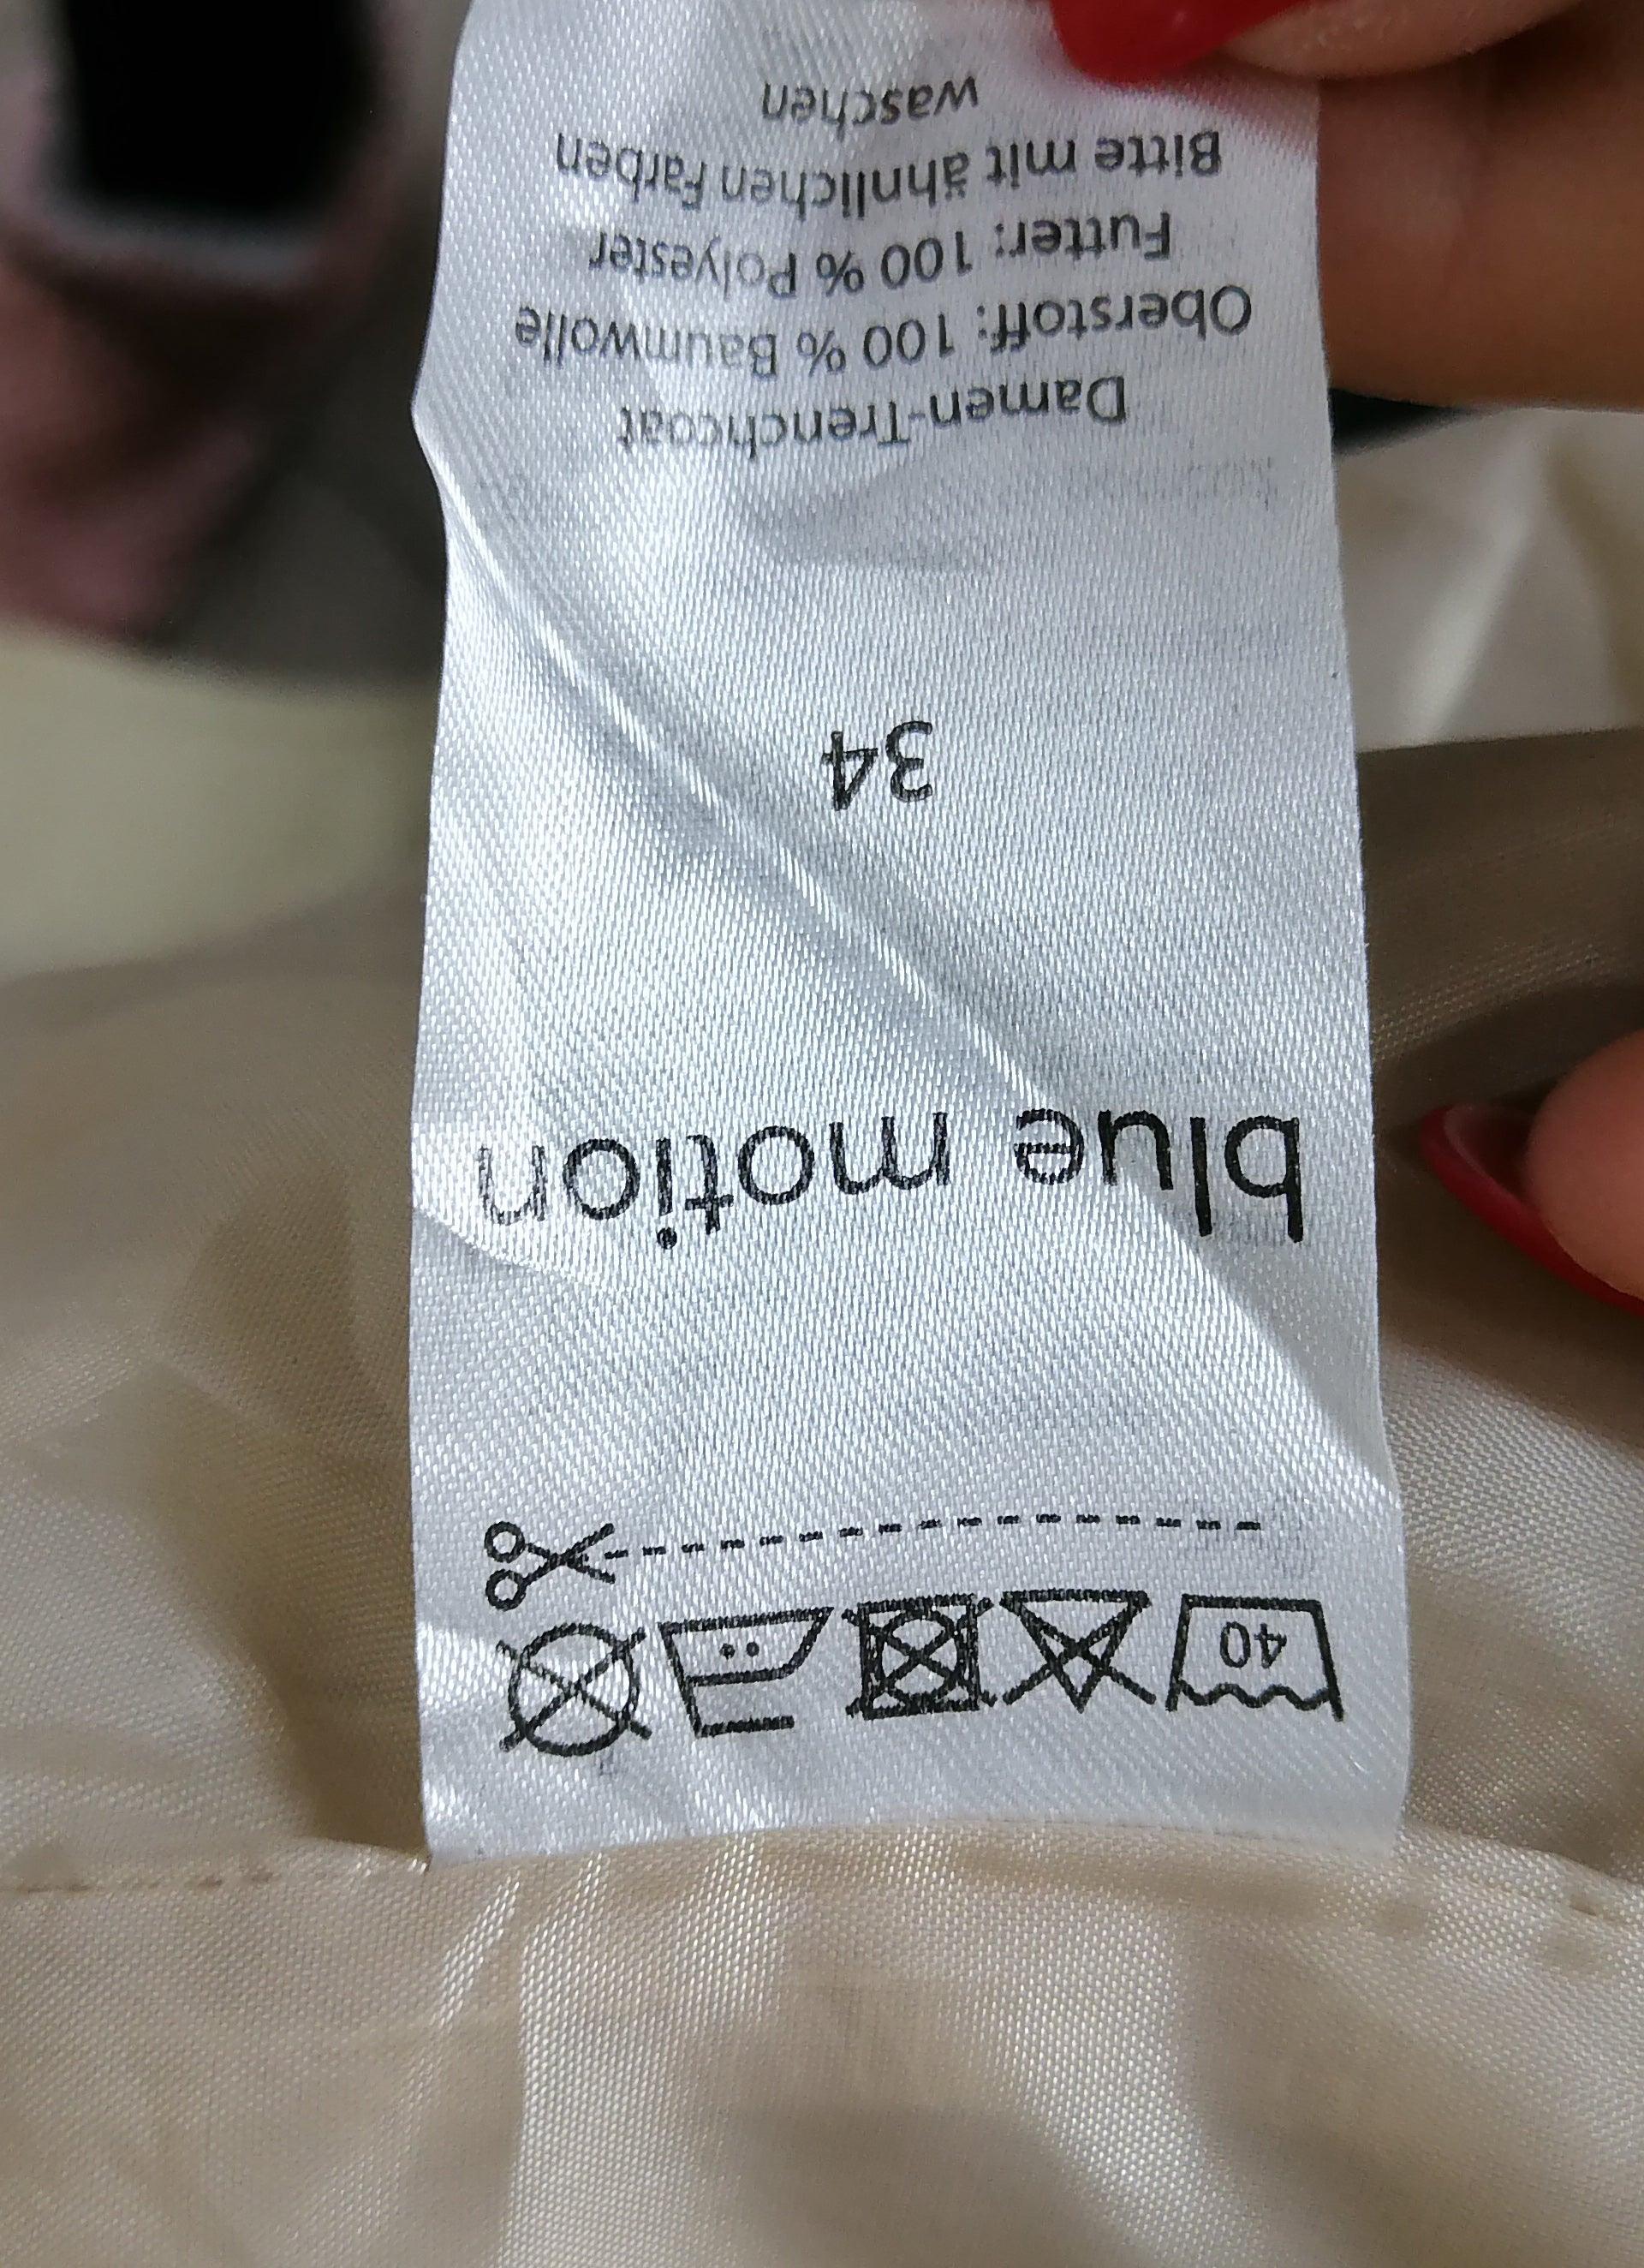 40
blue motion
34
Damen-Trenchcoat
Oberstoff: 100 % Baumwolle
Futter: 100 % Polyester
Bitte mit ähnlichen Farben
waschen